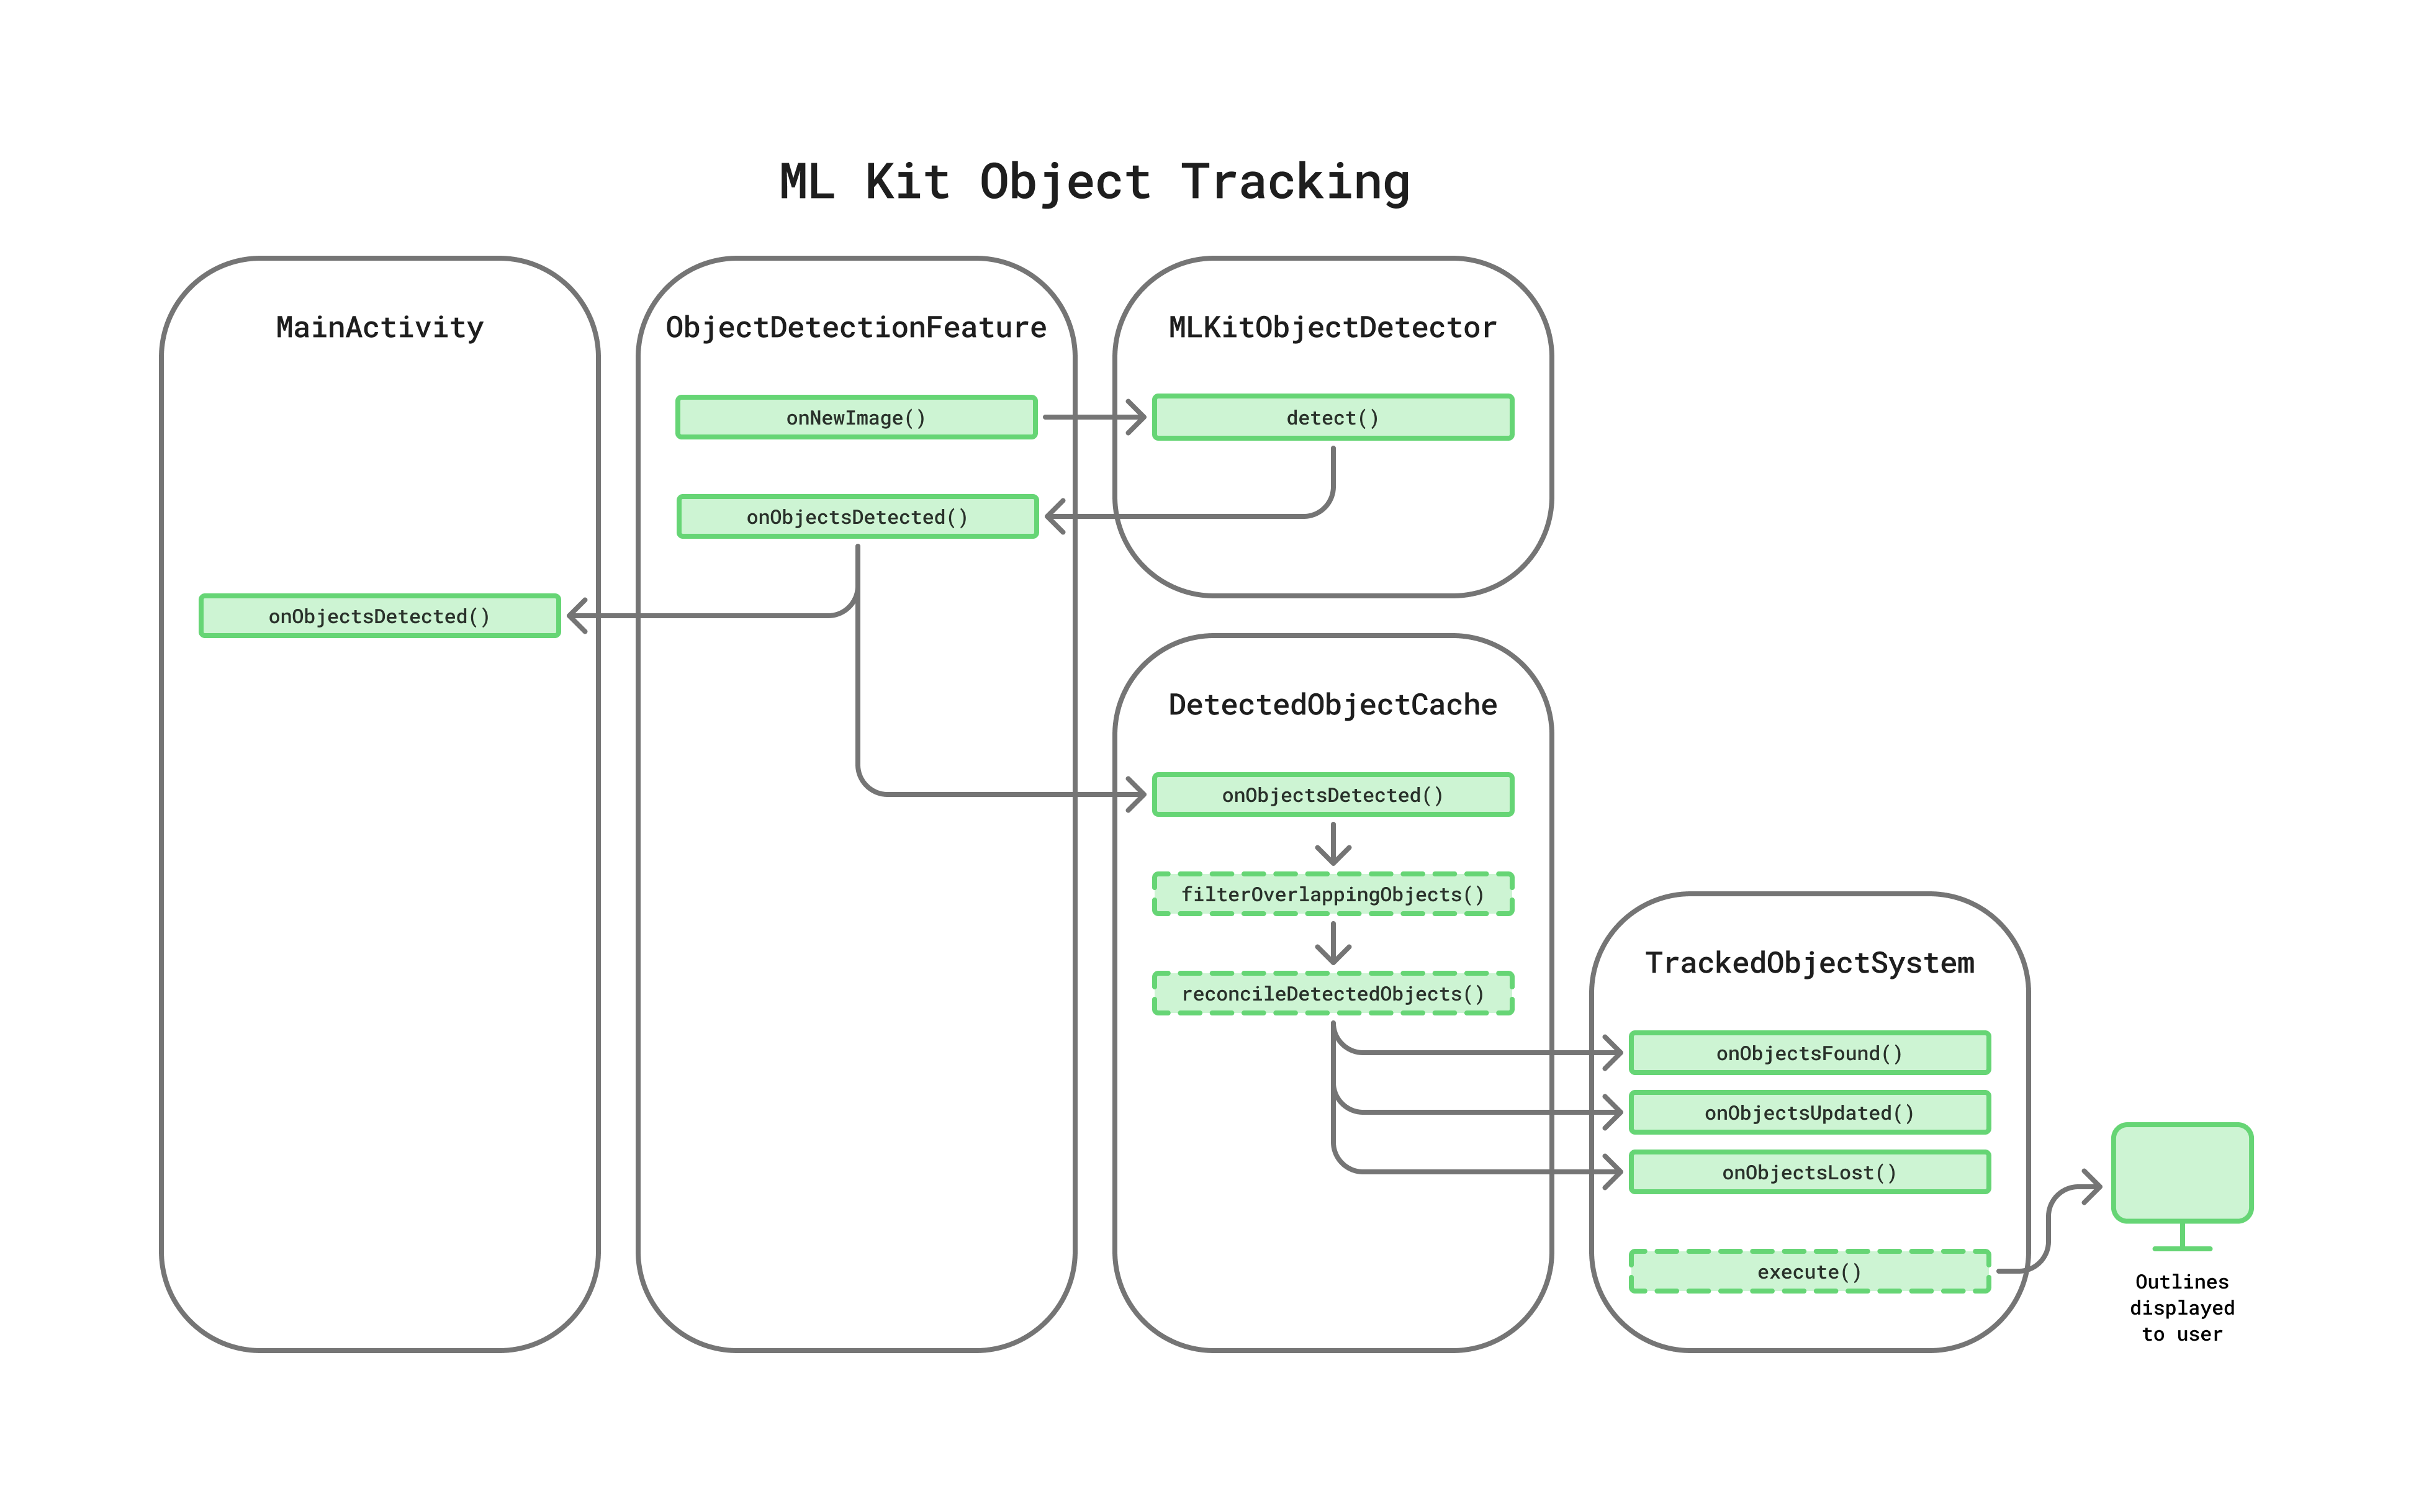 ML Kit Object Tracking
MainActivity
ObjectDetectionFeature
MLKitObjectDetector
onNewImage()
detect()
onObjectsDetected()
onObjectsDetected()
DetectedObjectCache
onObjectsDetected()
filterOverlappingObjects()
reconcileDetectedObjects()
TrackedObjectSystem
onObjectsFound()
onObjectsUpdated()
onObjectsLost()
execute()
Outlines
displayed
to user